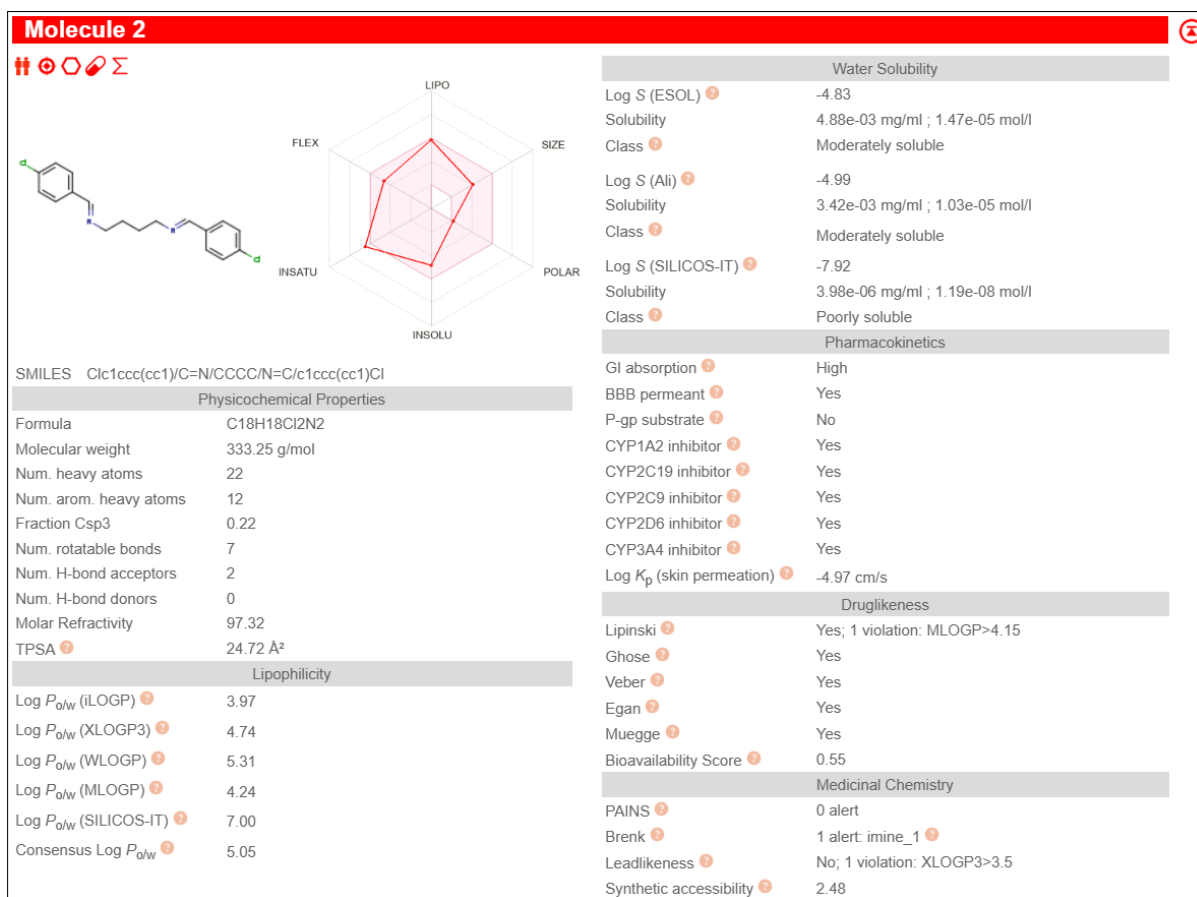 Molecule 2
LIPO
FLEX
SIZE
INSATU
POLAR
INSOLU
Cl
N
N
Cl
SMILES Clc1ccc(cc1)/C=N/CCCC/N=C/c1ccc(cc1)Cl
Physicochemical Properties
Formula C18H18Cl2N2
Molecular weight 333.25 g/mol
Num. heavy atoms 22
Num. arom. heavy atoms 12
Fraction Csp3 0.22
Num. rotatable bonds 7
Num. H-bond acceptors 2
Num. H-bond donors 0
Molar Refractivity 97.32
TPSA ? 24.72 Å²
Lipophilicity
Log Po/w (iLOGP) ? 3.97
Log Po/w (XLOGP3) ? 4.74
Log Po/w (WLOGP) ? 5.31
Log Po/w (MLOGP) ? 4.24
Log Po/w (SILICOS-IT) ? 7.00
Consensus Log Po/w ? 5.05
Water Solubility
Log S (ESOL) ? -4.83
Solubility 4.88e-03 mg/ml ; 1.47e-05 mol/l
Class ? Moderately soluble
Log S (Ali) ? -4.99
Solubility 3.42e-03 mg/ml ; 1.03e-05 mol/l
Class ? Moderately soluble
Log S (SILICOS-IT) ? -7.92
Solubility 3.98e-06 mg/ml ; 1.19e-08 mol/l
Class ? Poorly soluble
Pharmacokinetics
GI absorption ? High
BBB permeant ? Yes
P-gp substrate ? No
CYP1A2 inhibitor ? Yes
CYP2C19 inhibitor ? Yes
CYP2C9 inhibitor ? Yes
CYP2D6 inhibitor ? Yes
CYP3A4 inhibitor ? Yes
Log Kp (skin permeation) ? -4.97 cm/s
Druglikeness
Lipinski ? Yes; 1 violation: MLOGP>4.15
Ghose ? Yes
Veber ? Yes
Egan ? Yes
Muegge ? Yes
Bioavailability Score ? 0.55
Medicinal Chemistry
PAINS ? 0 alert
Brenk ? 1 alert: imine_1 ?
Leadlikeness ? No; 1 violation: XLOGP3>3.5
Synthetic accessibility ? 2.48